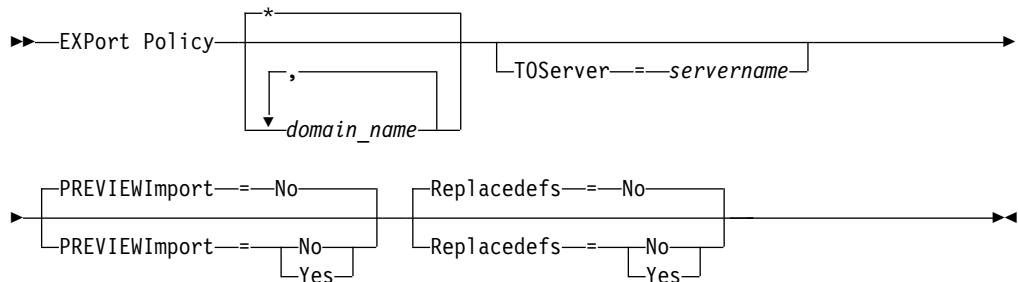 *
EXPort Policy
TOServer = servername
,
domain_name
PREVIEWImport = No Replacedefs = No
PREVIEWImport = No Replacedefs = No
Yes Yes